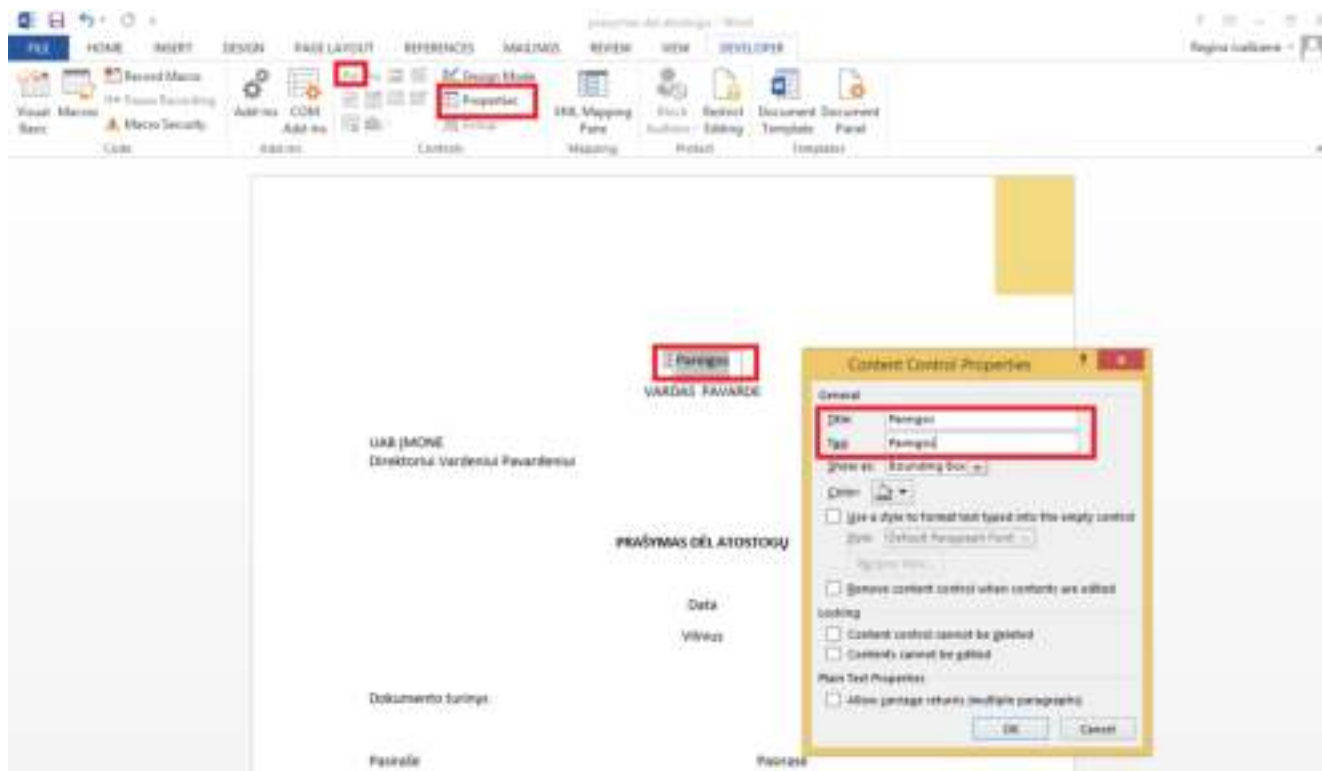 prasymas dėl atostogų - Word
FILE HOME INSERT DESIGN PAGE LAYOUT REFERENCES MAILINGS REVIEW VIEW DEVELOPER
Record Macro
Design Mode
Pause Recording
Properties
Visual Basic Macros
Macro Security
Add-ins COM Add-Ins
Group
XML Mapping Pane
Block Authors Restrict Editing
Document Template Document Panel
Code Add-ins Controls Mapping Protect Templates
Pareigos
VARDAS PAVARDĖ
UAB ĮMONĖ
Direktoriui Vardeniui Pavardeniui
PRAŠYMAS DĖL ATOSTOGŲ
Data
Vilnius
Dokumento turinys
Pasirašė
Content Control Properties
General
Title: Pareigos
Tag: Pareigos
Show as: Bounding Box
Color:
Use a style to format text typed into the empty control
Style: Default Paragraph Font
Remove content control when contents are edited
Locking
Content control cannot be deleted
Contents cannot be edited
Plain Text Properties
Allow carriage returns (multiple paragraphs)
OK Cancel